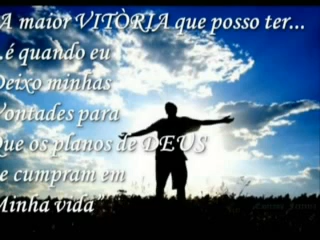 "A maior VITÒRIA que posso ter...
...é quando eu
Deixo minhas
Vontades para
Que os planos de DEUS
se cumpram em
Minha vida"